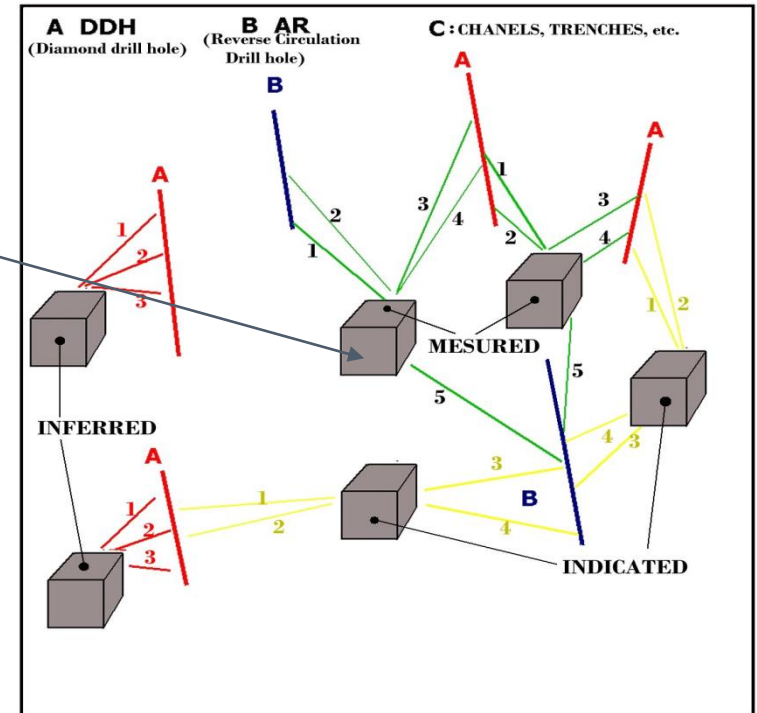 A DDH
(Diamond drill hole)
B AR
(Reverse Circulation
Drill hole)
C: CHANELS, TRENCHES, etc.
A
B
A
A
1
2
3
2
1
3
4
1
2
3
4
1
2
MESURED
5
5
INFERRED
4
3
A
1
2
3
1
2
3
4
B
INDICATED